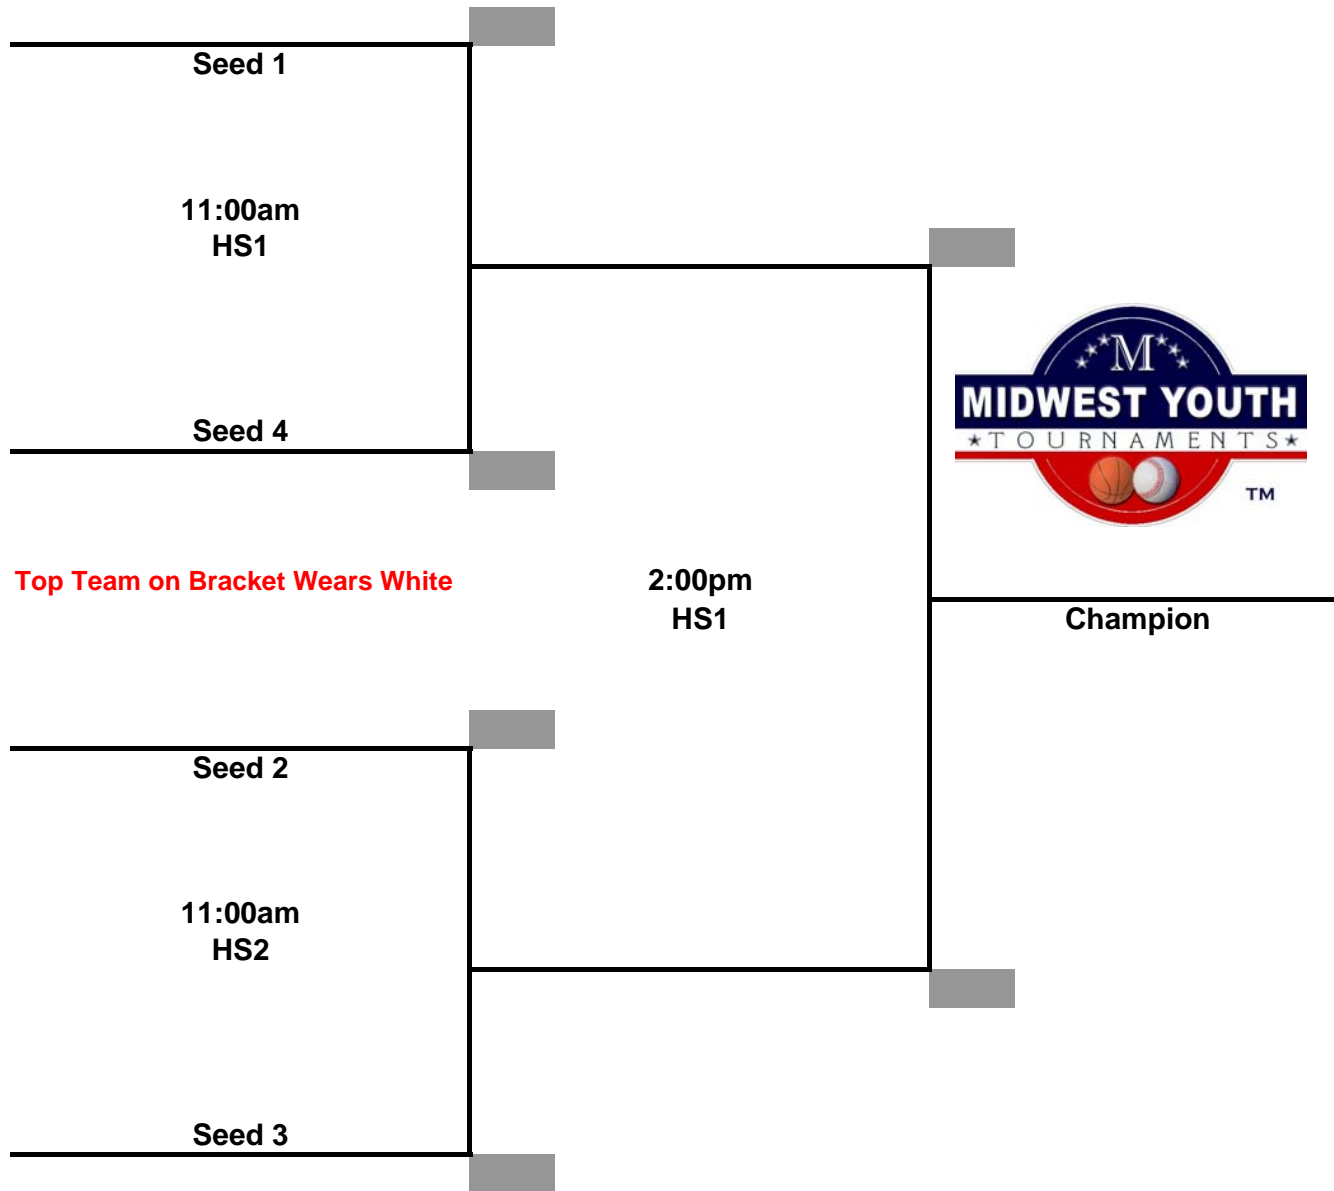 Seed 1
11:00am
HS1
Seed 4
M
MIDWEST YOUTH
★TOURNAMENTS★
TM
Top Team on Bracket Wears White
2:00pm
HS1
Champion
Seed 2
11:00am
HS2
Seed 3